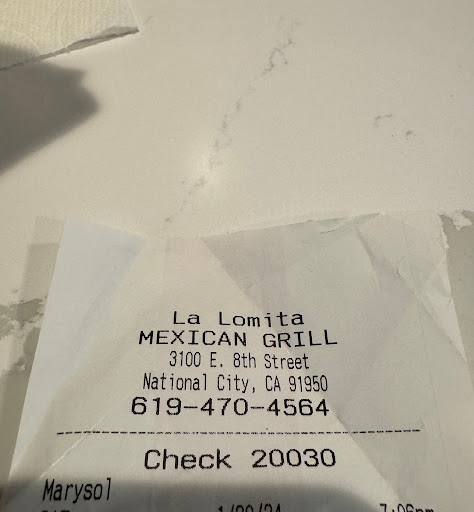 La Lomita
MEXICAN GRILL
3100 E. 8th Street
National City, CA 91950
619-470-4564
Check 20030
Marysol